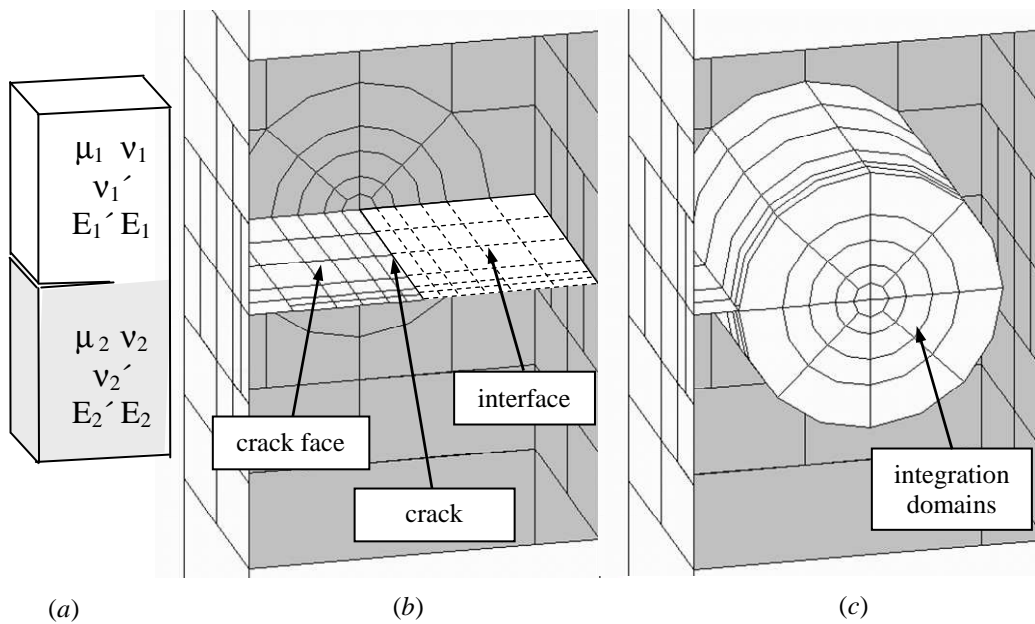 μ₁ ν₁
ν₁´
E₁´ E₁
μ₂ ν₂
ν₂´
E₂´ E₂
crack face
crack
interface
integration
domains
(a)
(b)
(c)